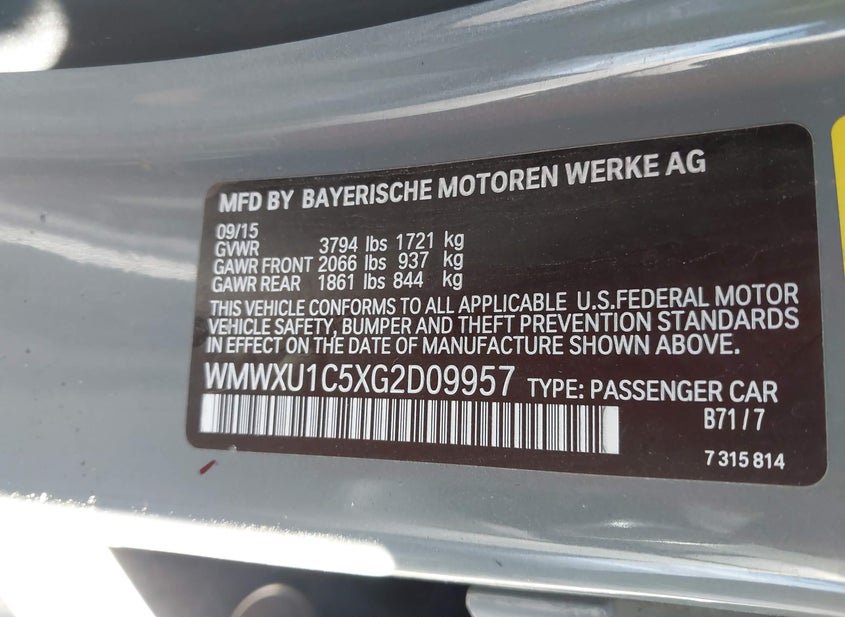 MFD BY BAYERISCHE MOTOREN WERKE AG
09/15
GVWR 3794 lbs 1721 kg
GAWR FRONT 2066 lbs 937 kg
GAWR REAR 1861 lbs 844 kg
THIS VEHICLE CONFORMS TO ALL APPLICABLE U.S.FEDERAL MOTOR
VEHICLE SAFETY, BUMPER AND THEFT PREVENTION STANDARDS
IN EFFECT ON THE DATE OF MANUFACTURE SHOWN ABOVE.
WMWXU1C5XG2D09957 TYPE: PASSENGER CAR
B71/7
7 315 814